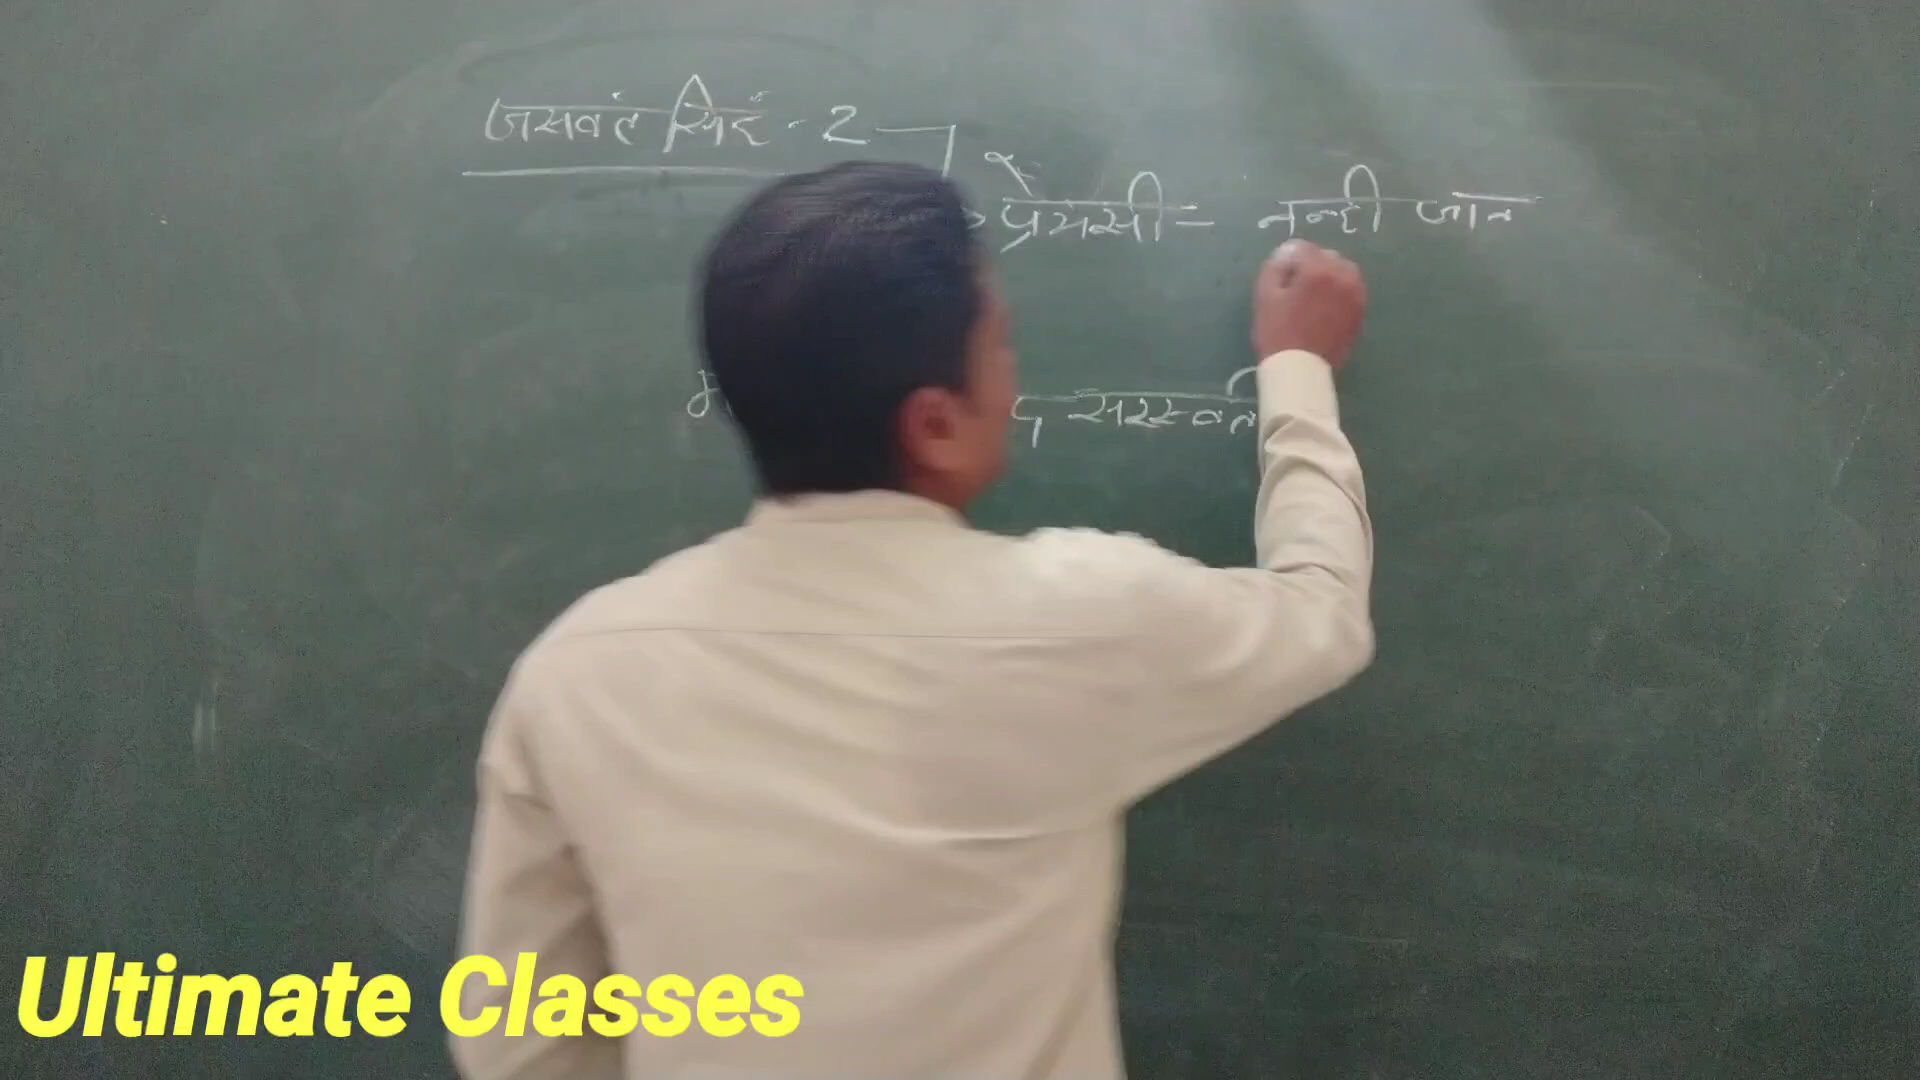 जसवंत सिंह - 2
प्रेयसी = नन्ही जान
सरस्वती
Ultimate Classes